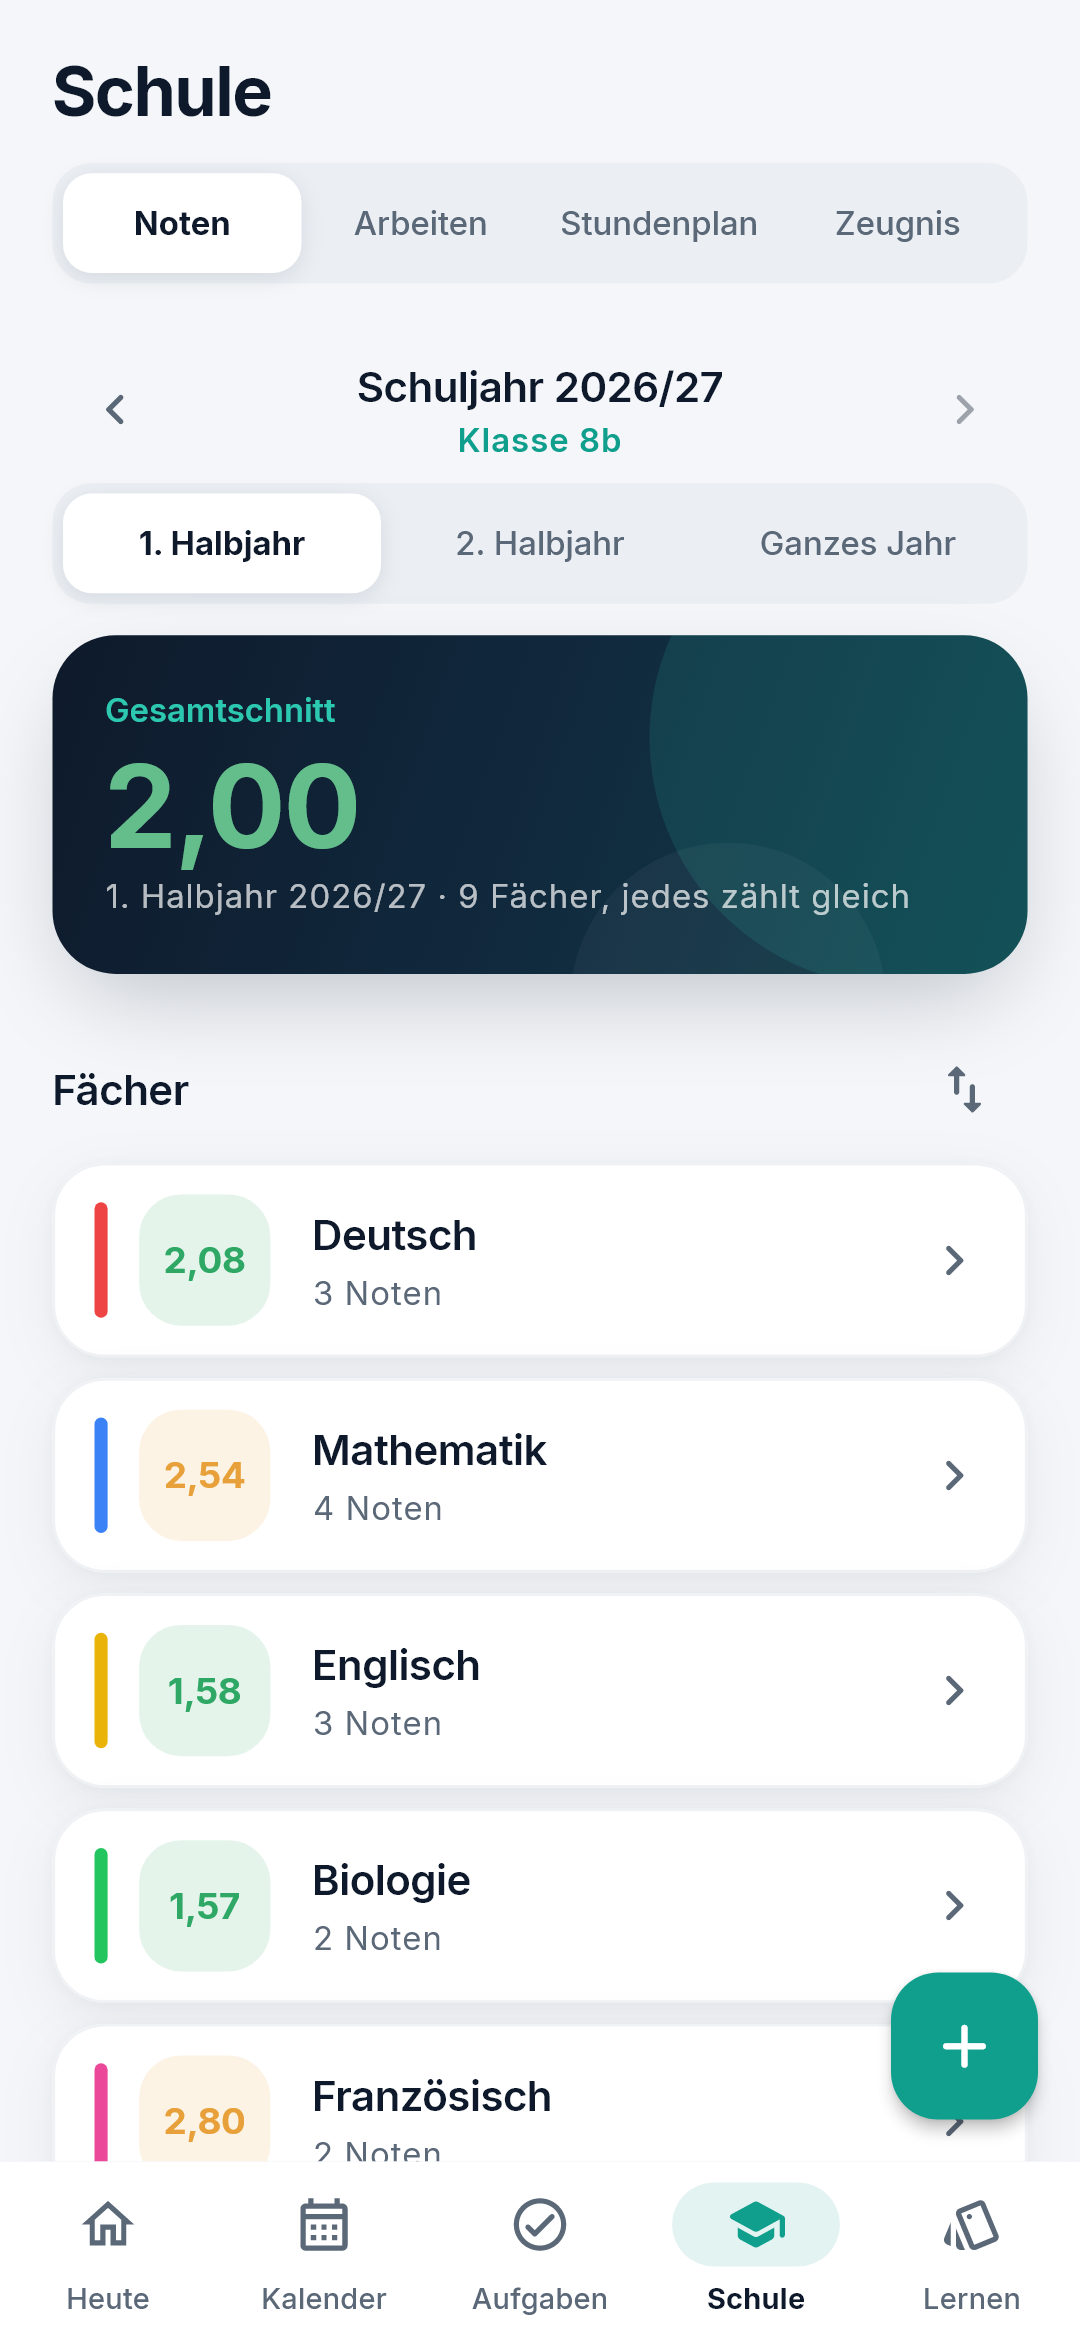 Schule
Noten Arbeiten Stundenplan Zeugnis
Schuljahr 2026/27
Klasse 8b
1. Halbjahr 2. Halbjahr Ganzes Jahr
Gesamtschnitt
2,00
1. Halbjahr 2026/27 · 9 Fächer, jedes zählt gleich
Fächer
Deutsch
2,08
3 Noten
Mathematik
2,54
4 Noten
Englisch
1,58
3 Noten
Biologie
1,57
2 Noten
Französisch
2,80
2 Noten
Heute Kalender Aufgaben Schule Lernen